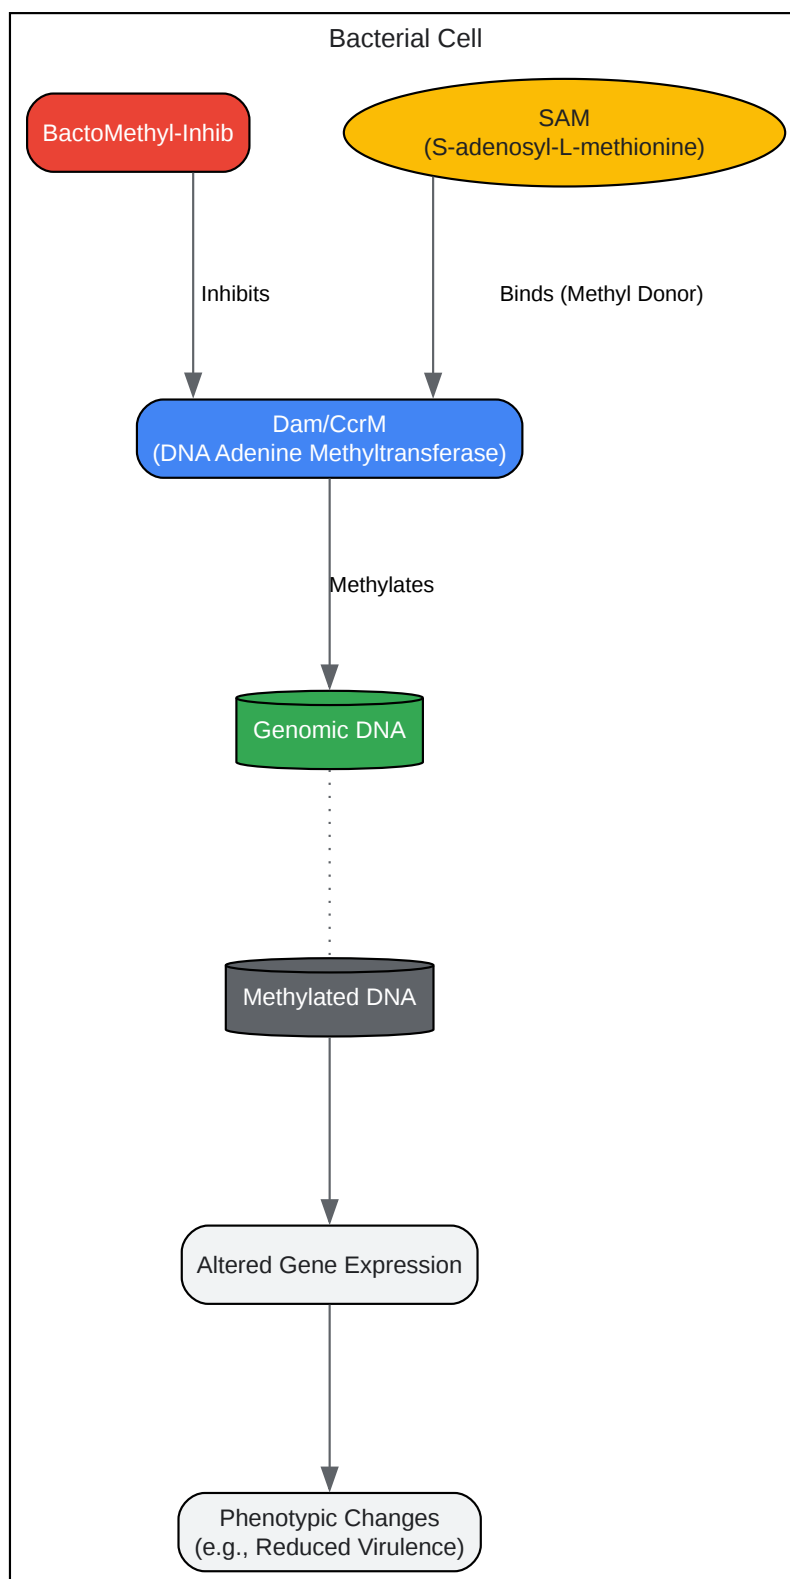 Bacterial Cell
BactoMethyl-Inhib
SAM
(S-adenosyl-L-methionine)
Inhibits
Binds (Methyl Donor)
Dam/CcrM
(DNA Adenine Methyltransferase)
Methylates
Genomic DNA
Methylated DNA
Altered Gene Expression
Phenotypic Changes
(e.g., Reduced Virulence)